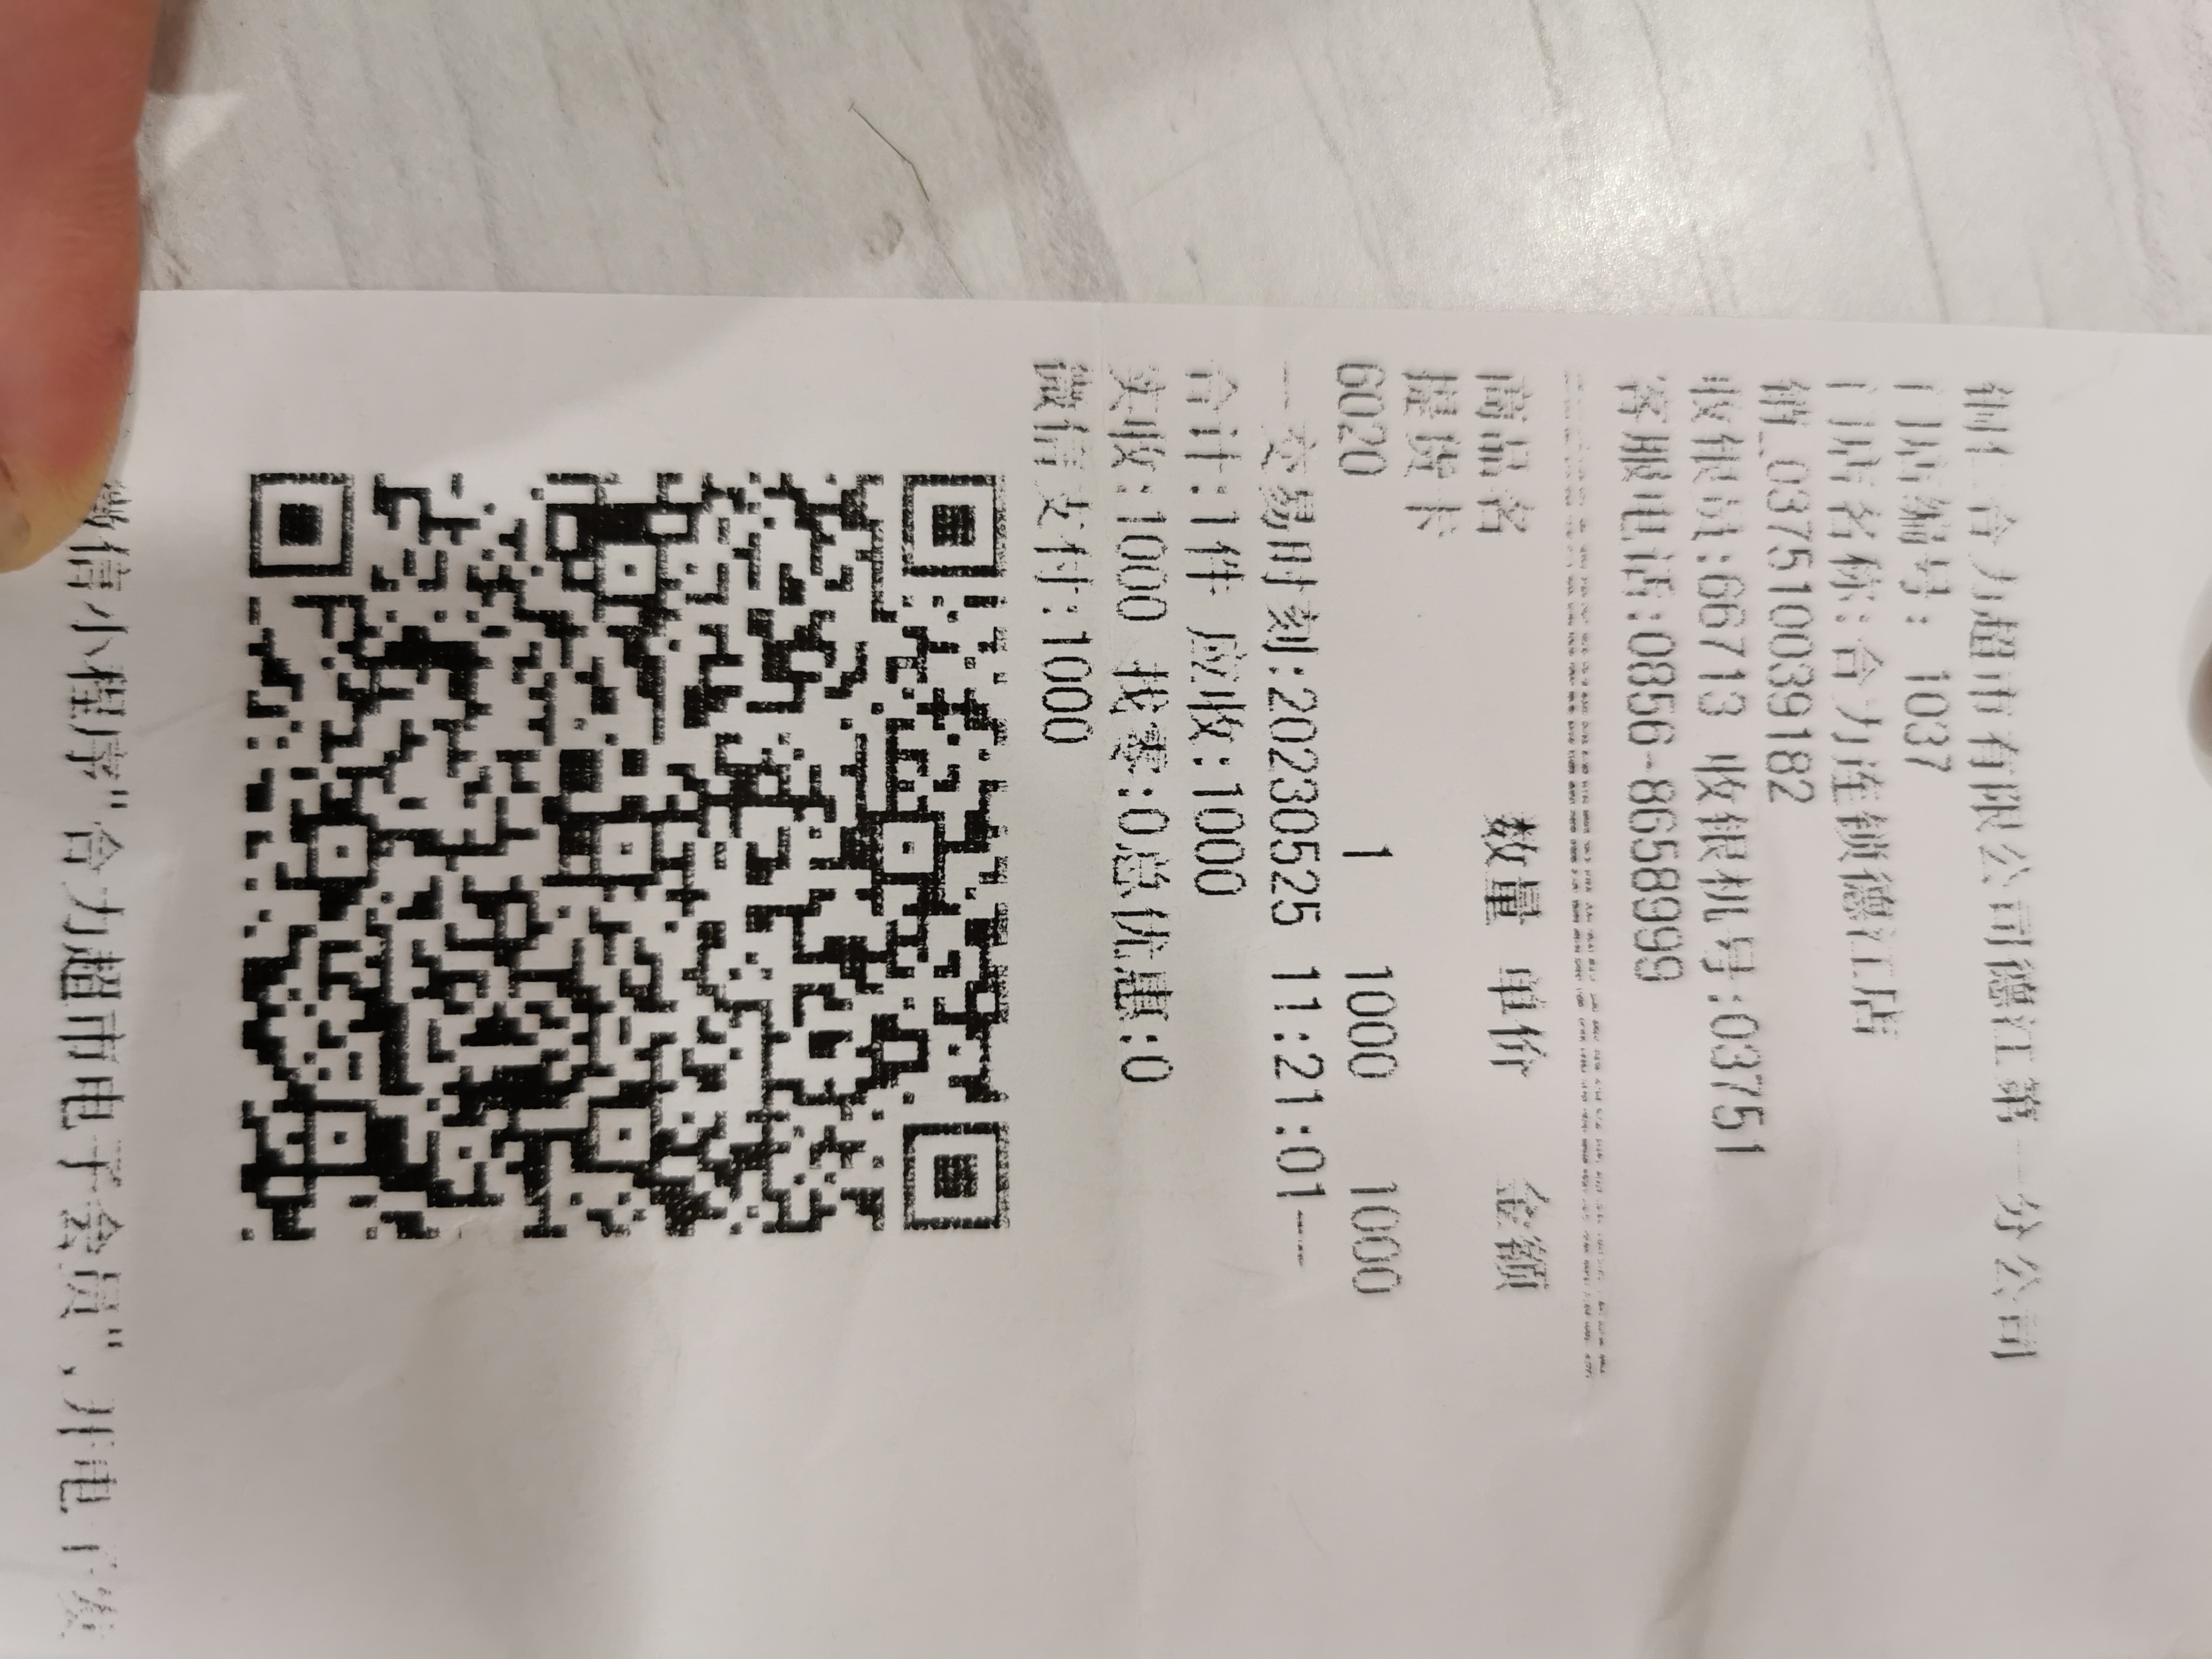 铜仁合力超市有限公司德江第一分公司
门店编号: 1037
门店名称:合力连锁德江店
销_037510039182
收银员:66713 收银机号:03751
客服电话:0856-8658999
商品名 数量 单价 金额
提货卡
6020 1 1000 1000
---交易时刻:20230525 11:21:01---
合计:1件 应收:1000
实收:1000 找零:0总优惠:0
微信支付:1000
微信小程序"合力超市电子会员",开电子发